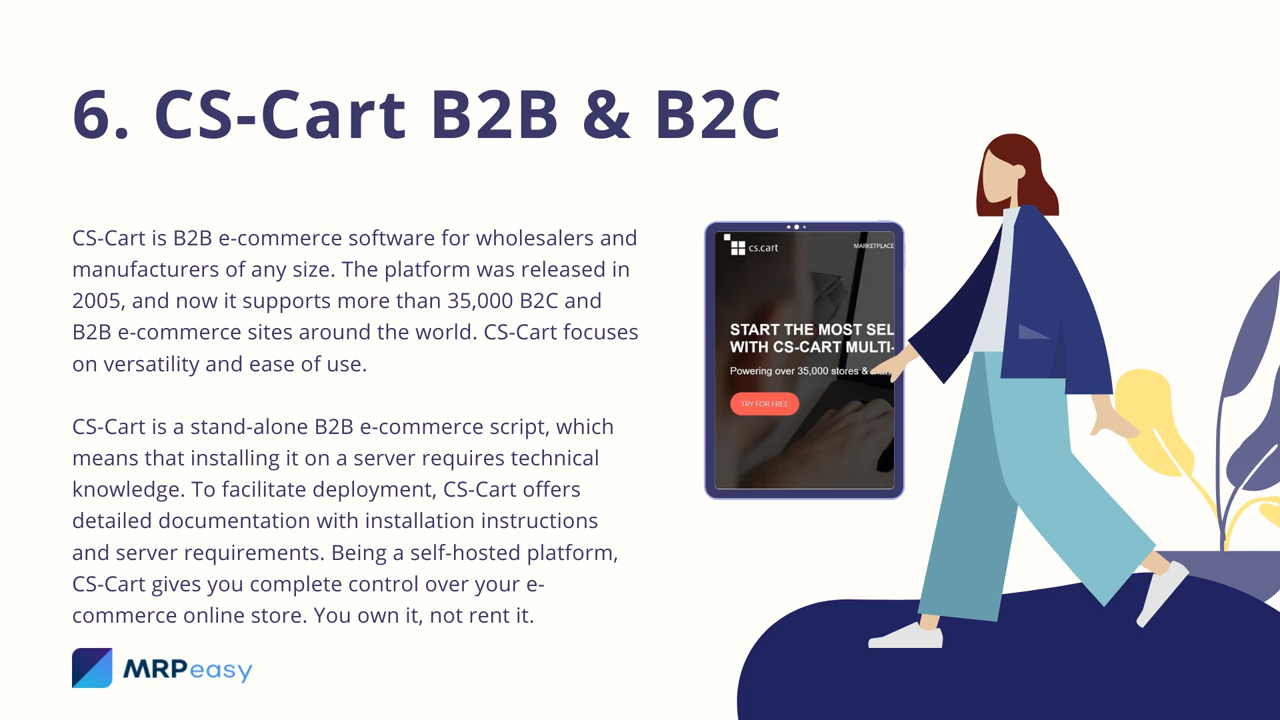 6. CS-Cart B2B & B2C
CS-Cart is B2B e-commerce software for wholesalers and
manufacturers of any size. The platform was released in
2005, and now it supports more than 35,000 B2C and
B2B e-commerce sites around the world. CS-Cart focuses
on versatility and ease of use.
CS-Cart is a stand-alone B2B e-commerce script, which
means that installing it on a server requires technical
knowledge. To facilitate deployment, CS-Cart offers
detailed documentation with installation instructions
and server requirements. Being a self-hosted platform,
CS-Cart gives you complete control over your e-
commerce online store. You own it, not rent it.
cs.cart
MARKETPLACE
START THE MOST SEL
WITH CS-CART MULTI-
Powering over 35,000 stores &
TRY FOR FREE
MRPeasy